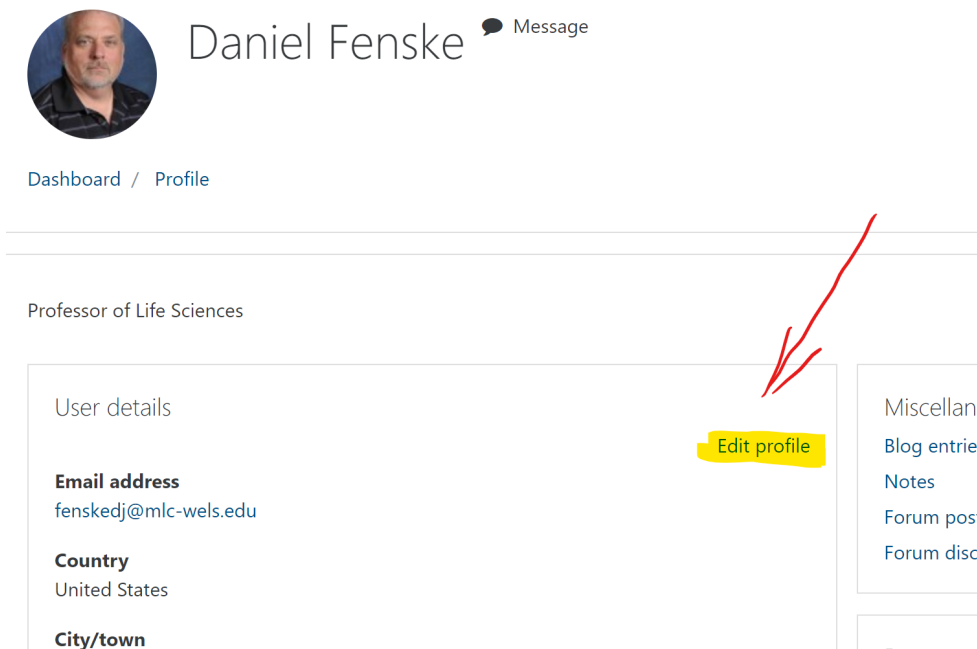 Daniel Fenske
Message
Dashboard / Profile
Professor of Life Sciences
User details
Edit profile
Email address
fenskedj@mlc-wels.edu
Country
United States
City/town
Miscellan
Blog entrie
Notes
Forum pos
Forum disc